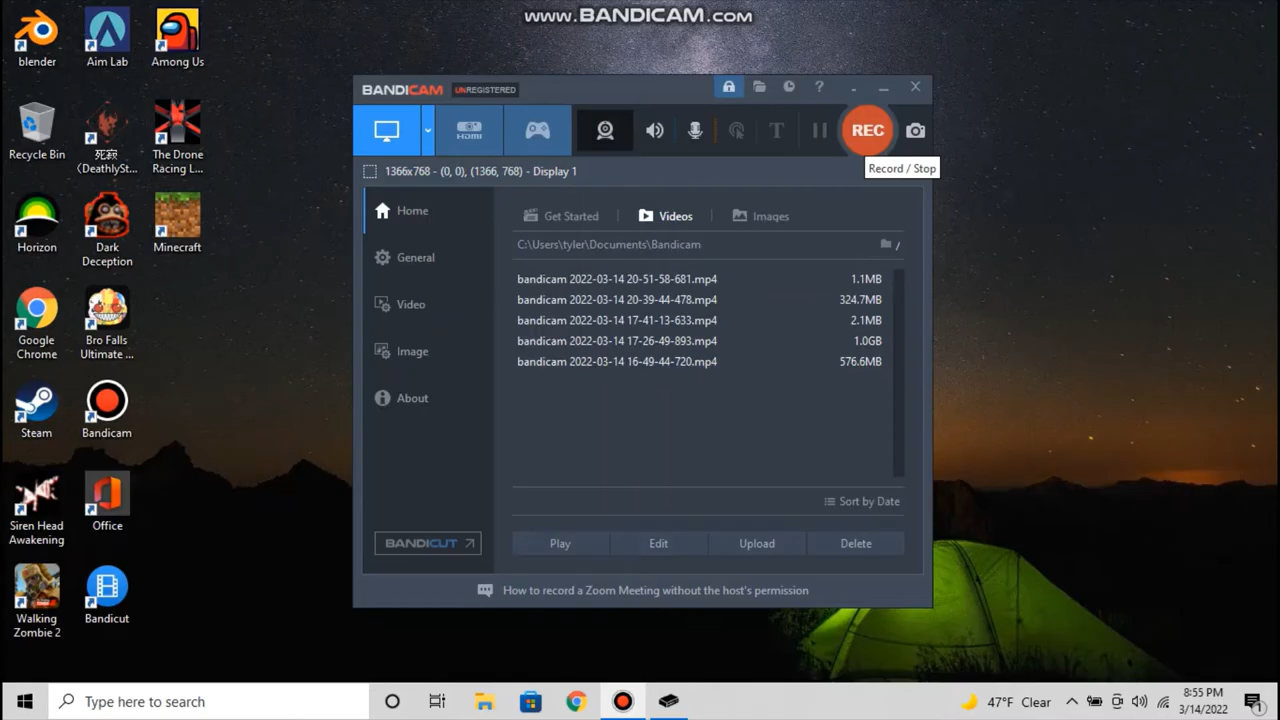 www.BANDICAM.com
blender
Aim Lab
Among Us
Recycle Bin
死寂
(DeathlySt...
The Drone
Racing L...
Horizon
Dark
Deception
Minecraft
Google
Chrome
Bro Falls
Ultimate ...
Steam
Bandicam
Siren Head
Awakening
Office
Walking
Zombie 2
Bandicut
BANDICAM UNREGISTERED
?
HDMI
T
REC
Record / Stop
1366x768 - (0, 0), (1366, 768) - Display 1
Home
General
Video
Image
About
BANDICUT
Get Started
Videos
Images
C:\Users\tyler\Documents\Bandicam
/
bandicam 2022-03-14 20-51-58-681.mp4 1.1MB
bandicam 2022-03-14 20-39-44-478.mp4 324.7MB
bandicam 2022-03-14 17-41-13-633.mp4 2.1MB
bandicam 2022-03-14 17-26-49-893.mp4 1.0GB
bandicam 2022-03-14 16-49-44-720.mp4 576.6MB
Sort by Date
Play
Edit
Upload
Delete
How to record a Zoom Meeting without the host's permission
Type here to search
47°F Clear
8:55 PM
3/14/2022
1